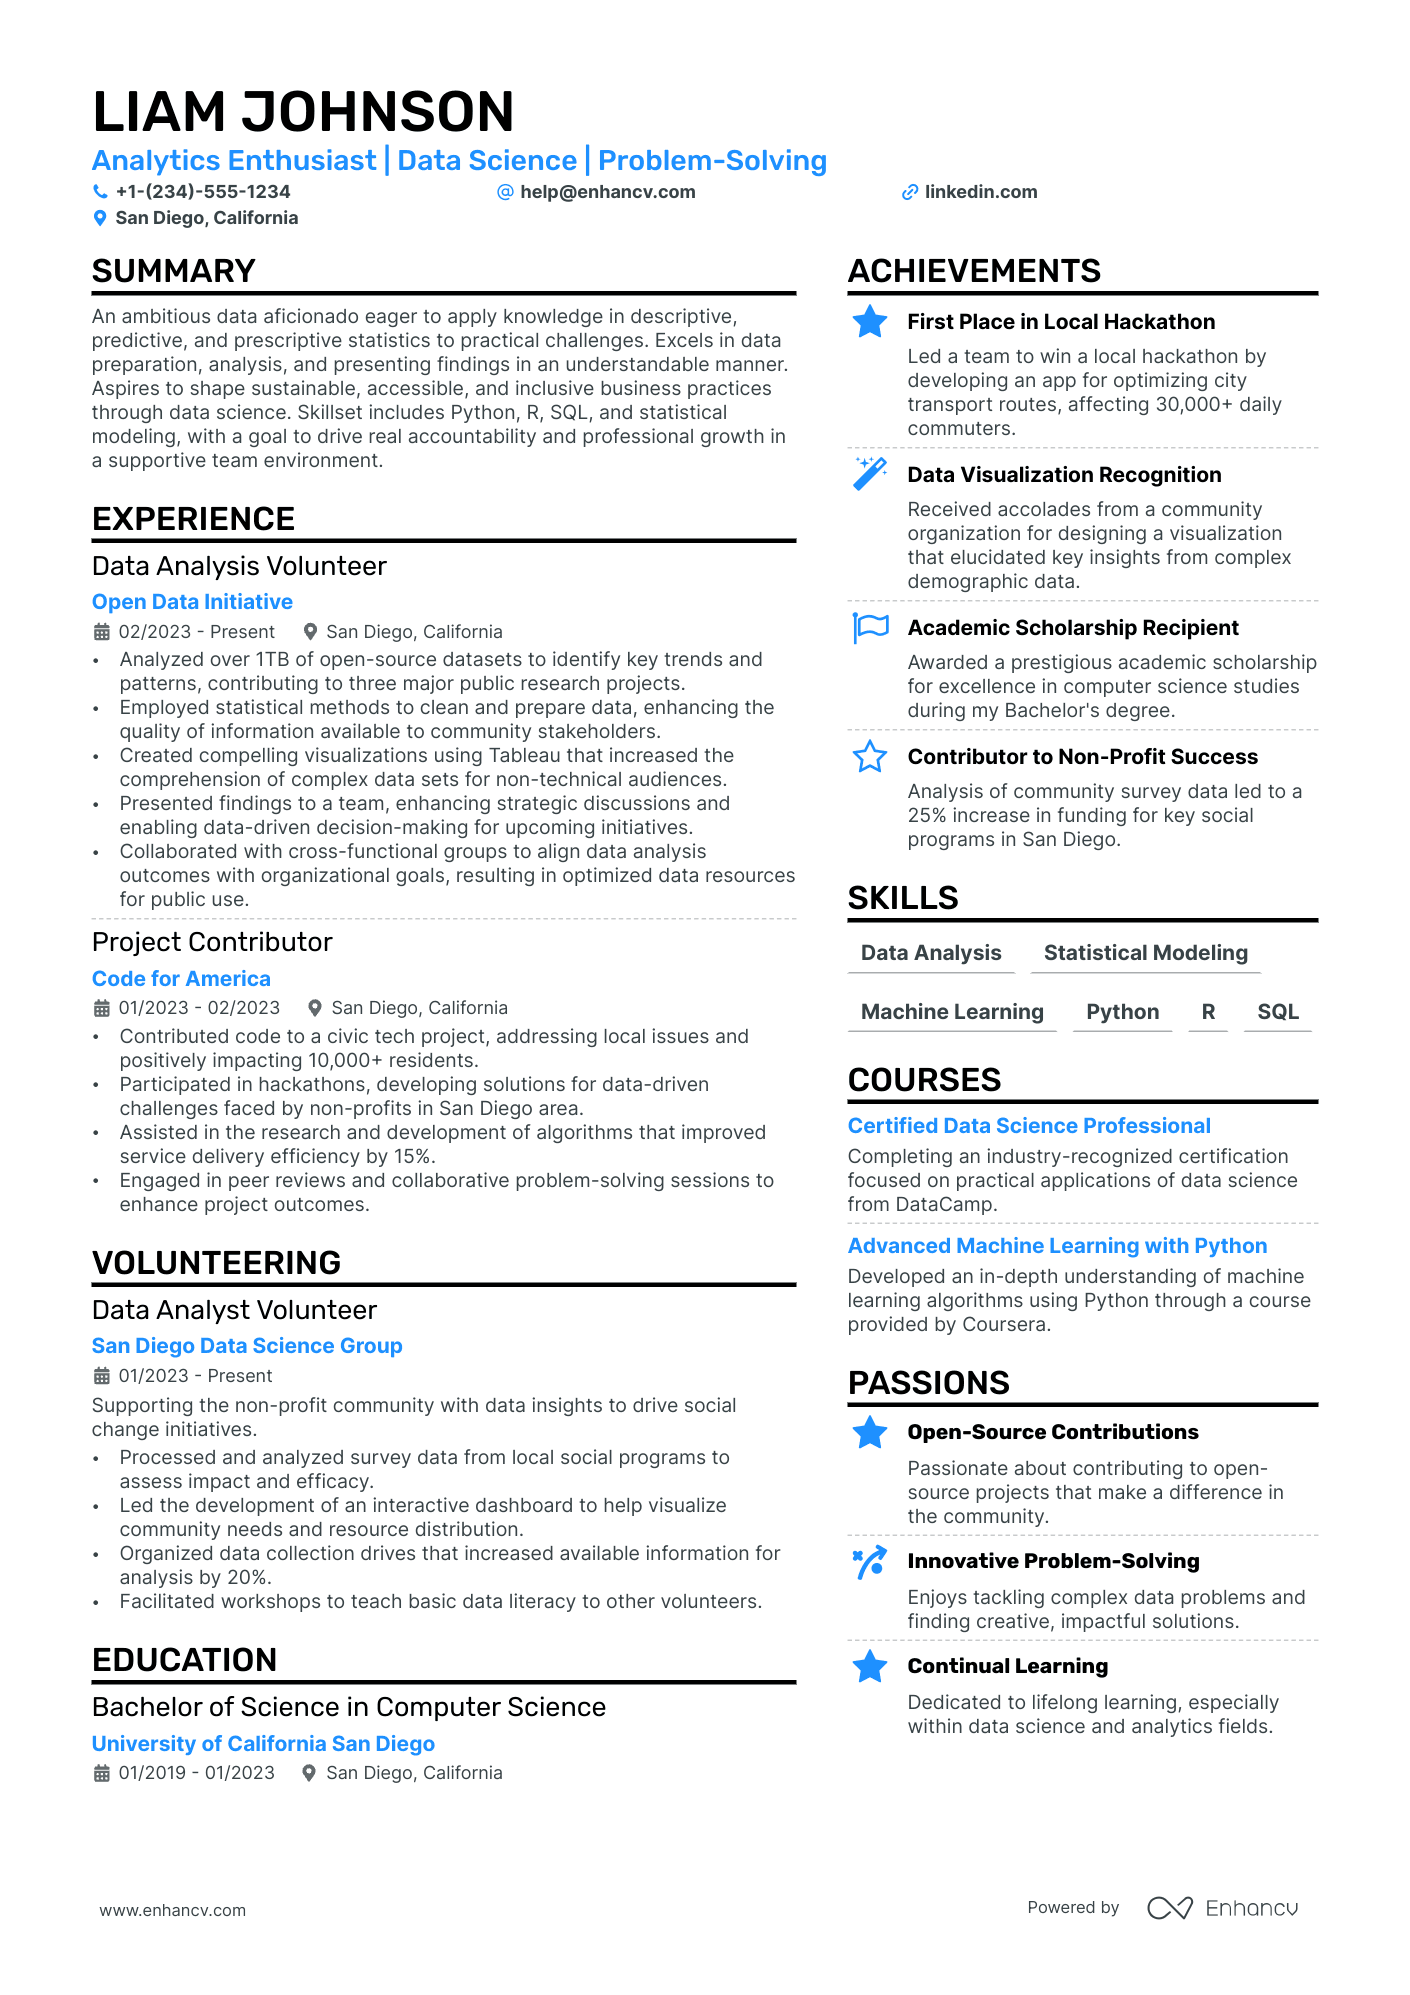 LIAM JOHNSON
Analytics Enthusiast | Data Science | Problem-Solving
+1-(234)-555-1234
help@enhancv.com
linkedin.com
San Diego, California
SUMMARY
An ambitious data aficionado eager to apply knowledge in descriptive,
predictive, and prescriptive statistics to practical challenges. Excels in data
preparation, analysis, and presenting findings in an understandable manner.
Aspires to shape sustainable, accessible, and inclusive business practices
through data science. Skillset includes Python, R, SQL, and statistical
modeling, with a goal to drive real accountability and professional growth in
a supportive team environment.
EXPERIENCE
Data Analysis Volunteer
Open Data Initiative
02/2023 - Present San Diego, California
• Analyzed over 1TB of open-source datasets to identify key trends and
patterns, contributing to three major public research projects.
• Employed statistical methods to clean and prepare data, enhancing the
quality of information available to community stakeholders.
• Created compelling visualizations using Tableau that increased the
comprehension of complex data sets for non-technical audiences.
• Presented findings to a team, enhancing strategic discussions and
enabling data-driven decision-making for upcoming initiatives.
• Collaborated with cross-functional groups to align data analysis
outcomes with organizational goals, resulting in optimized data resources
for public use.
Project Contributor
Code for America
01/2023 - 02/2023 San Diego, California
• Contributed code to a civic tech project, addressing local issues and
positively impacting 10,000+ residents.
• Participated in hackathons, developing solutions for data-driven
challenges faced by non-profits in San Diego area.
• Assisted in the research and development of algorithms that improved
service delivery efficiency by 15%.
• Engaged in peer reviews and collaborative problem-solving sessions to
enhance project outcomes.
VOLUNTEERING
Data Analyst Volunteer
San Diego Data Science Group
01/2023 - Present
Supporting the non-profit community with data insights to drive social
change initiatives.
• Processed and analyzed survey data from local social programs to
assess impact and efficacy.
• Led the development of an interactive dashboard to help visualize
community needs and resource distribution.
• Organized data collection drives that increased available information for
analysis by 20%.
• Facilitated workshops to teach basic data literacy to other volunteers.
EDUCATION
Bachelor of Science in Computer Science
University of California San Diego
01/2019 - 01/2023 San Diego, California
ACHIEVEMENTS
First Place in Local Hackathon
Led a team to win a local hackathon by
developing an app for optimizing city
transport routes, affecting 30,000+ daily
commuters.
Data Visualization Recognition
Received accolades from a community
organization for designing a visualization
that elucidated key insights from complex
demographic data.
Academic Scholarship Recipient
Awarded a prestigious academic scholarship
for excellence in computer science studies
during my Bachelor's degree.
Contributor to Non-Profit Success
Analysis of community survey data led to a
25% increase in funding for key social
programs in San Diego.
SKILLS
Data Analysis Statistical Modeling
Machine Learning Python R SQL
COURSES
Certified Data Science Professional
Completing an industry-recognized certification
focused on practical applications of data science
from DataCamp.
Advanced Machine Learning with Python
Developed an in-depth understanding of machine
learning algorithms using Python through a course
provided by Coursera.
PASSIONS
Open-Source Contributions
Passionate about contributing to open-
source projects that make a difference in
the community.
Innovative Problem-Solving
Enjoys tackling complex data problems and
finding creative, impactful solutions.
Continual Learning
Dedicated to lifelong learning, especially
within data science and analytics fields.
www.enhancv.com
Powered by Enhancv